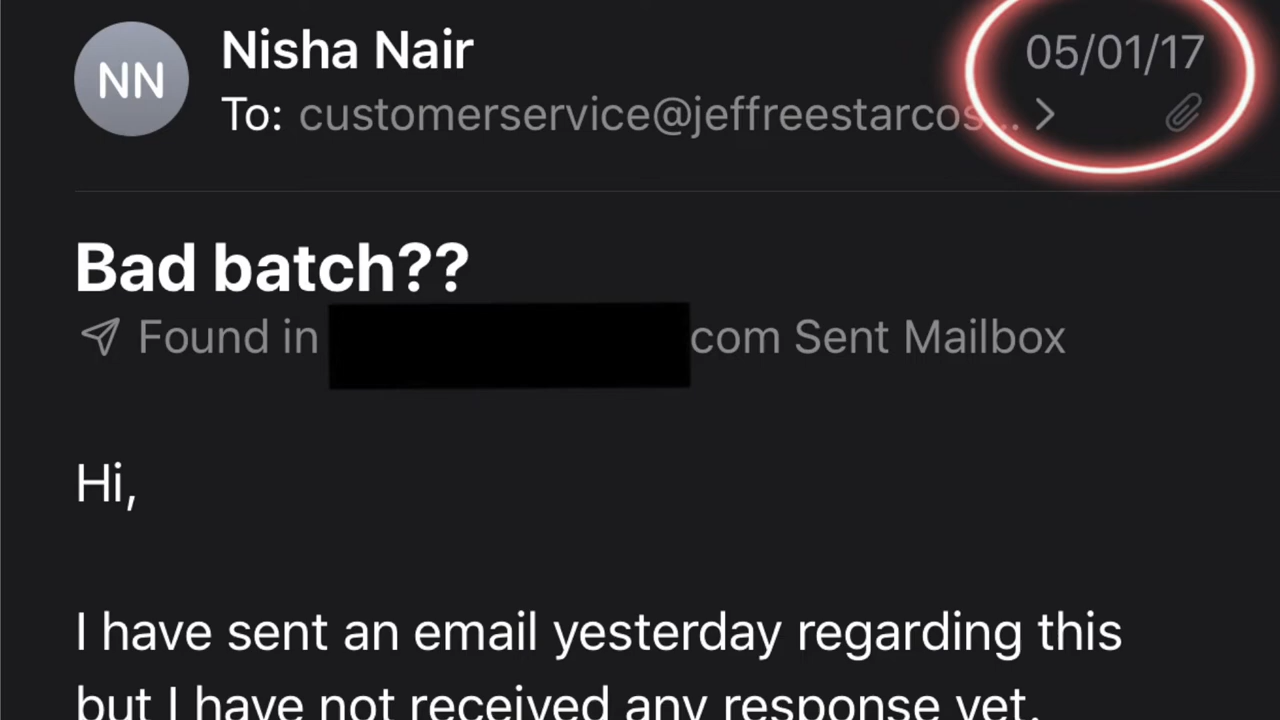 NN
Nisha Nair
05/01/17
To: customerservice@jeffreestarcos...
Bad batch??
Found in com Sent Mailbox
Hi,
I have sent an email yesterday regarding this
but I have not received any response yet.